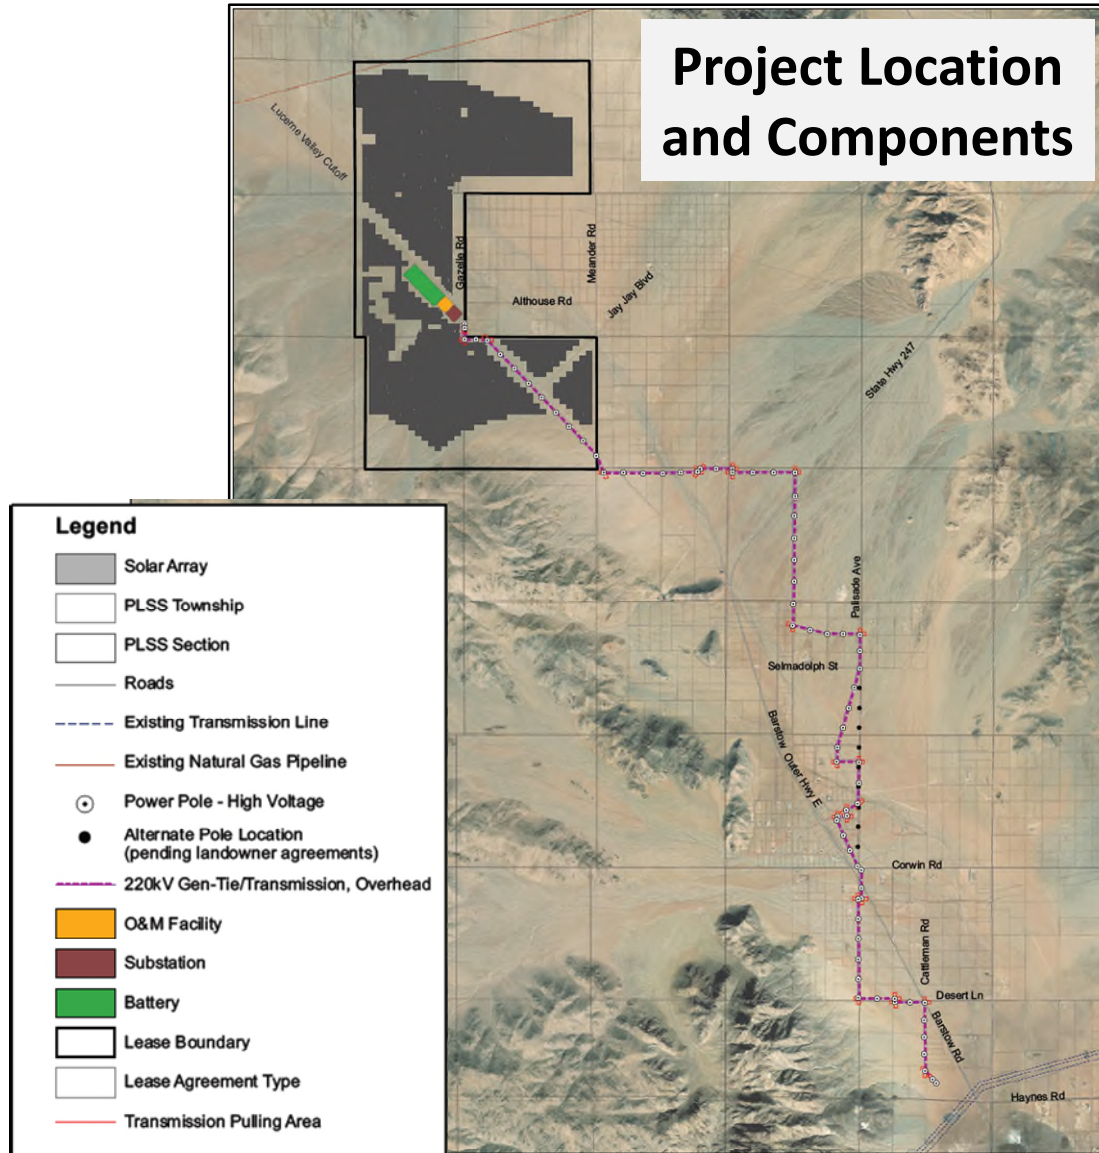 Project Location
and Components
Lucerne Valley Cutoff
Gazelle Rd
Meander Rd
Jay Jay Blvd
Althouse Rd
State Hwy 247
Palisade Ave
Selmadolph St
Barstow Outer Hwy E
Corwin Rd
Cattleman Rd
Desert Ln
Barstow Rd
Haynes Rd
Legend
Solar Array
PLSS Township
PLSS Section
Roads
Existing Transmission Line
Existing Natural Gas Pipeline
Power Pole - High Voltage
Alternate Pole Location
(pending landowner agreements)
220kV Gen-Tie/Transmission, Overhead
O&M Facility
Substation
Battery
Lease Boundary
Lease Agreement Type
Transmission Pulling Area